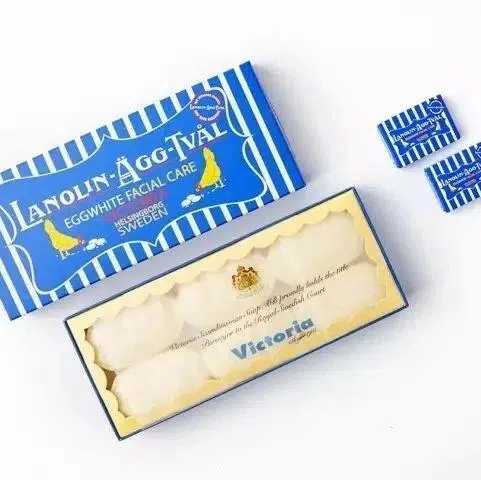 LANOLIN-ÄGG-TVÅL
EGGWHITE FACIAL CARE
HELSINGBORG
SWEDEN
Victoria Scandinavian Soap AB proudly holds the title
Purveyor to the Royal Swedish Court
Victoria
LANOLIN-ÄGG-TVÅL
LANOLIN-ÄGG-TVÅL